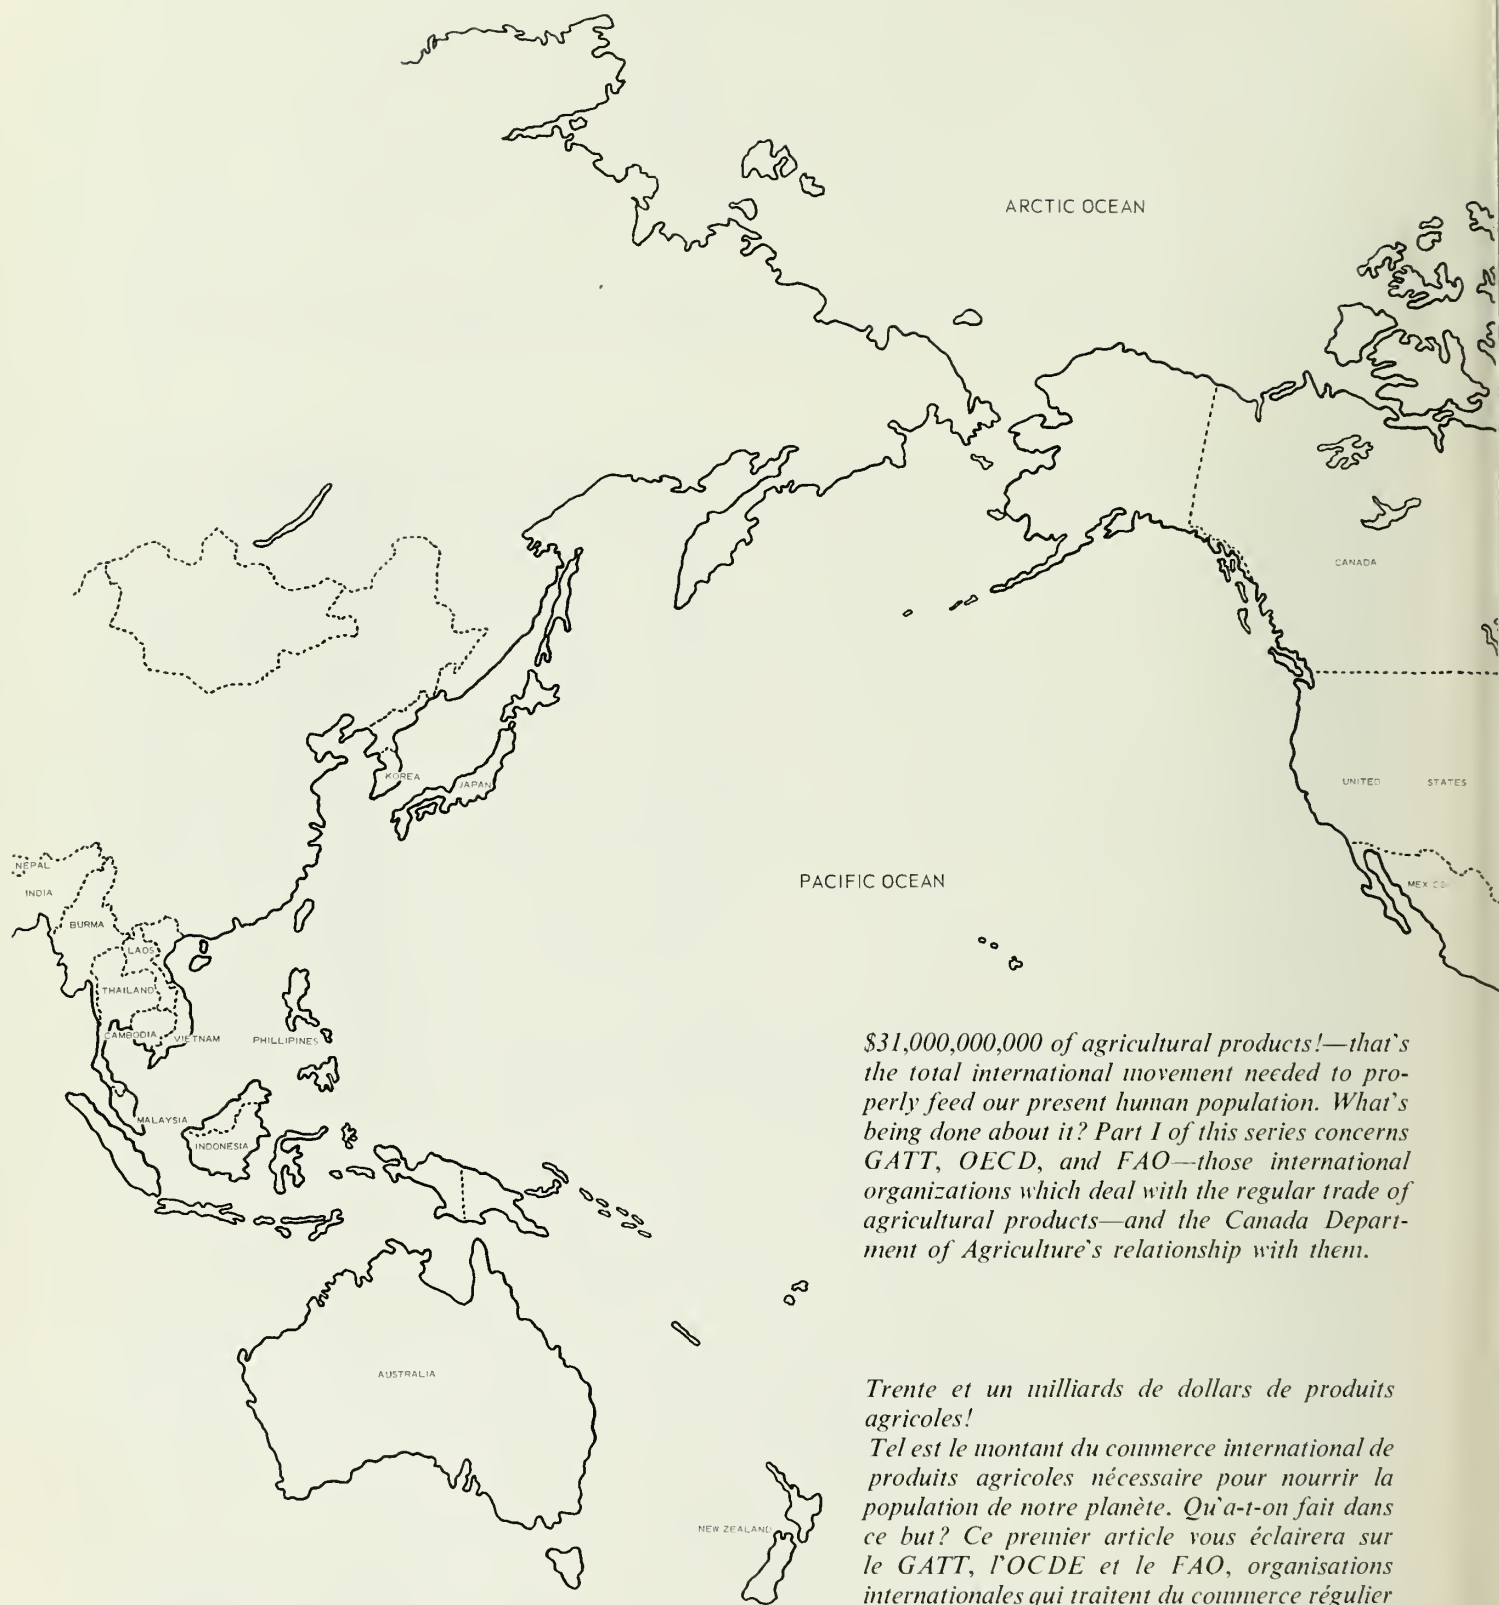 ARCTIC OCEAN
CANADA
KOREA
JAPAN
UNITED STATES
NEPAL
INDIA
PACIFIC OCEAN
MEXICO
BURMA
LAOS
THAILAND
CAMBODIA
VIETNAM
PHILLIPINES
MALAYSIA
INDONESIA
$31,000,000,000 of agricultural products!—that's
the total international movement needed to pro-
perly feed our present human population. What's
being done about it? Part I of this series concerns
GATT, OECD, and FAO—those international
organizations which deal with the regular trade of
agricultural products—and the Canada Depart-
ment of Agriculture's relationship with them.
AUSTRALIA
NEW ZEALAND
Trente et un milliards de dollars de produits
agricoles!
Tel est le montant du commerce international de
produits agricoles nécessaire pour nourrir la
population de notre planète. Qu'a-t-on fait dans
ce but? Ce premier article vous éclairera sur
le GATT, l'OCDE et le FAO, organisations
internationales qui traitent du commerce régulier